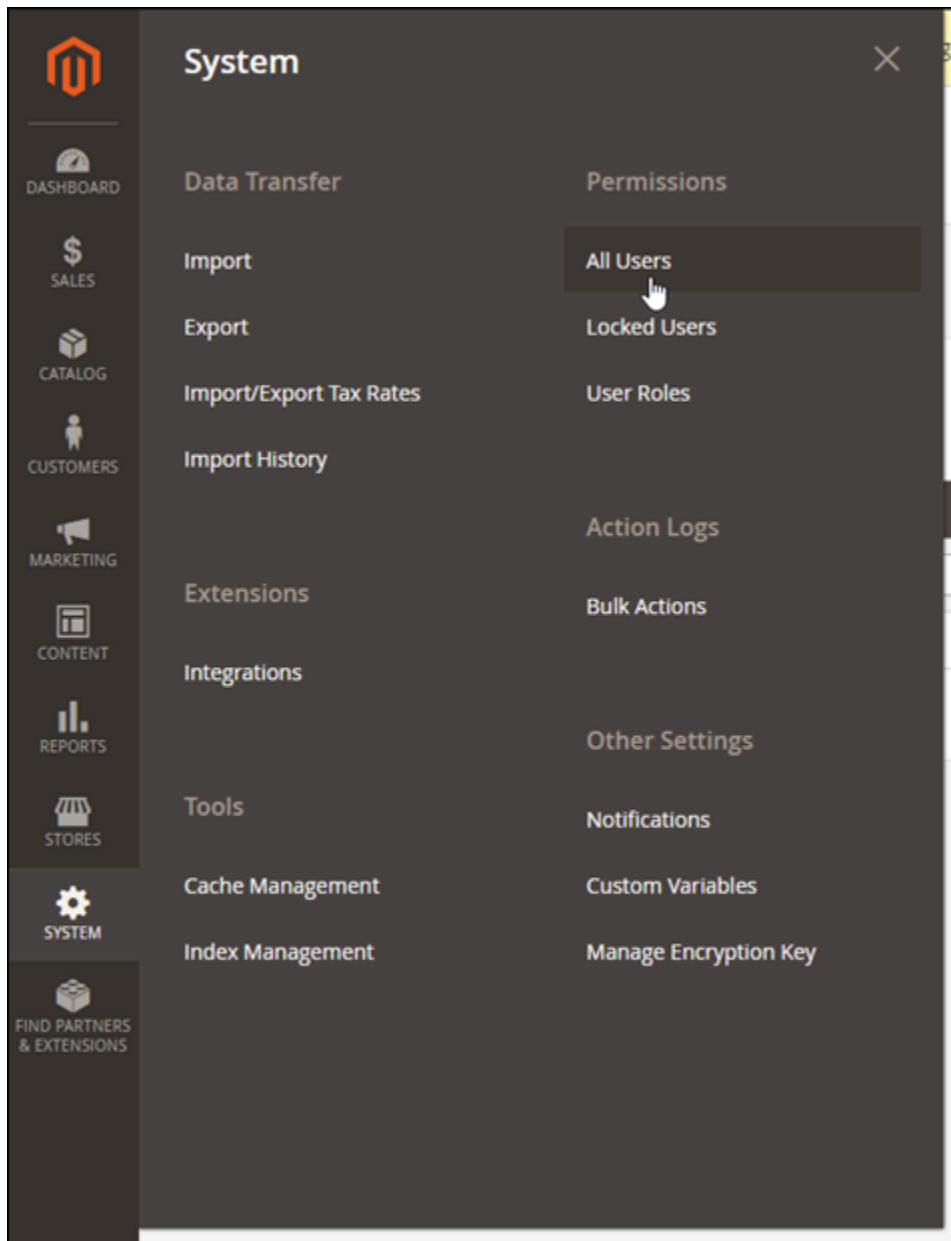 System
DASHBOARD
SALES
CATALOG
CUSTOMERS
MARKETING
CONTENT
REPORTS
STORES
SYSTEM
FIND PARTNERS
& EXTENSIONS
Data Transfer
Import
Export
Import/Export Tax Rates
Import History
Extensions
Integrations
Tools
Cache Management
Index Management
Permissions
All Users
Locked Users
User Roles
Action Logs
Bulk Actions
Other Settings
Notifications
Custom Variables
Manage Encryption Key